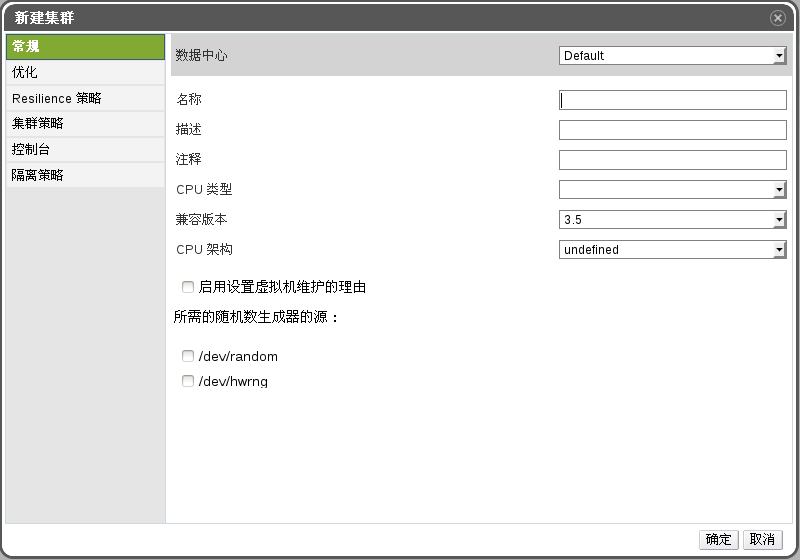 新建集群
常规
优化
Resilience 策略
集群策略
控制台
隔离策略
数据中心 Default
名称
描述
注释
CPU 类型
兼容版本 3.5
CPU 架构 undefined
启用设置虚拟机维护的理由
所需的随机数生成器的源：
/dev/random
/dev/hwrng
确定 取消